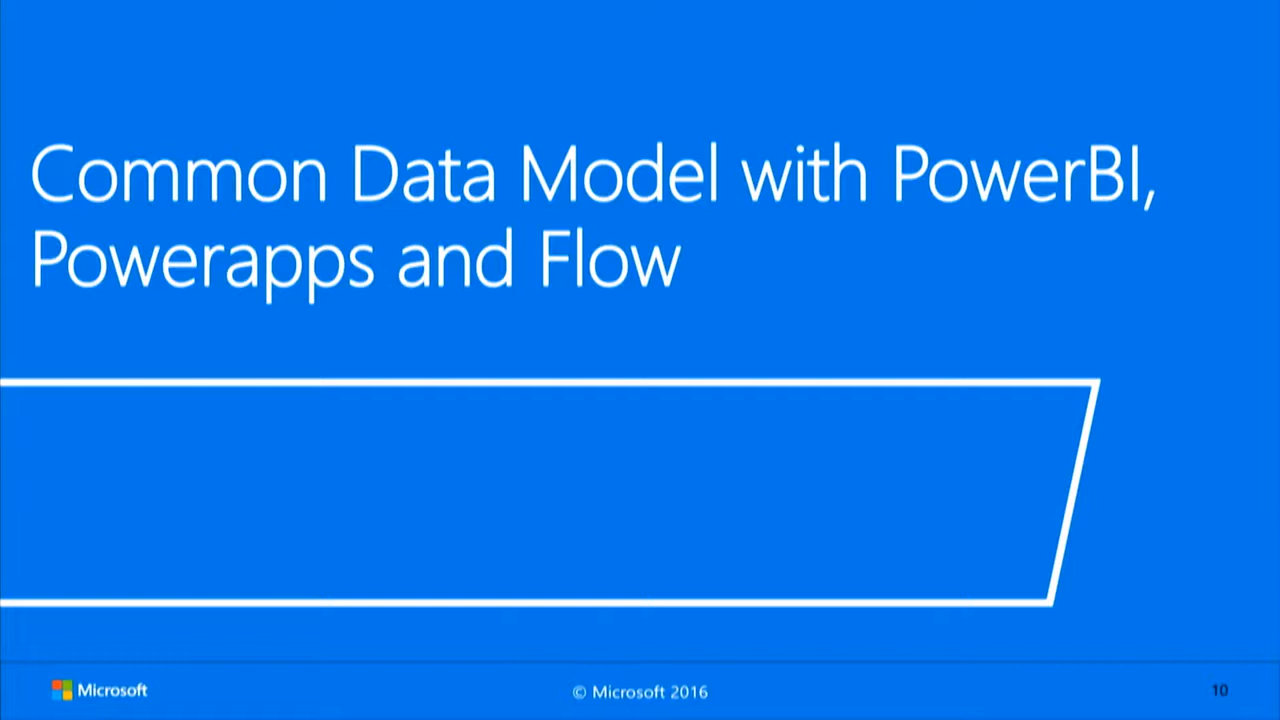 Common Data Model with PowerBI,
Powerapps and Flow
Microsoft
© Microsoft 2016
10